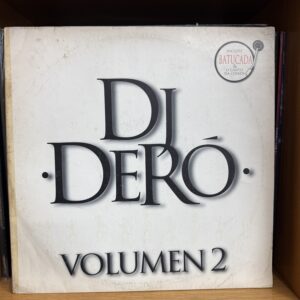 BATUCADA
DJ
·DERÓ·
VOLUMEN 2